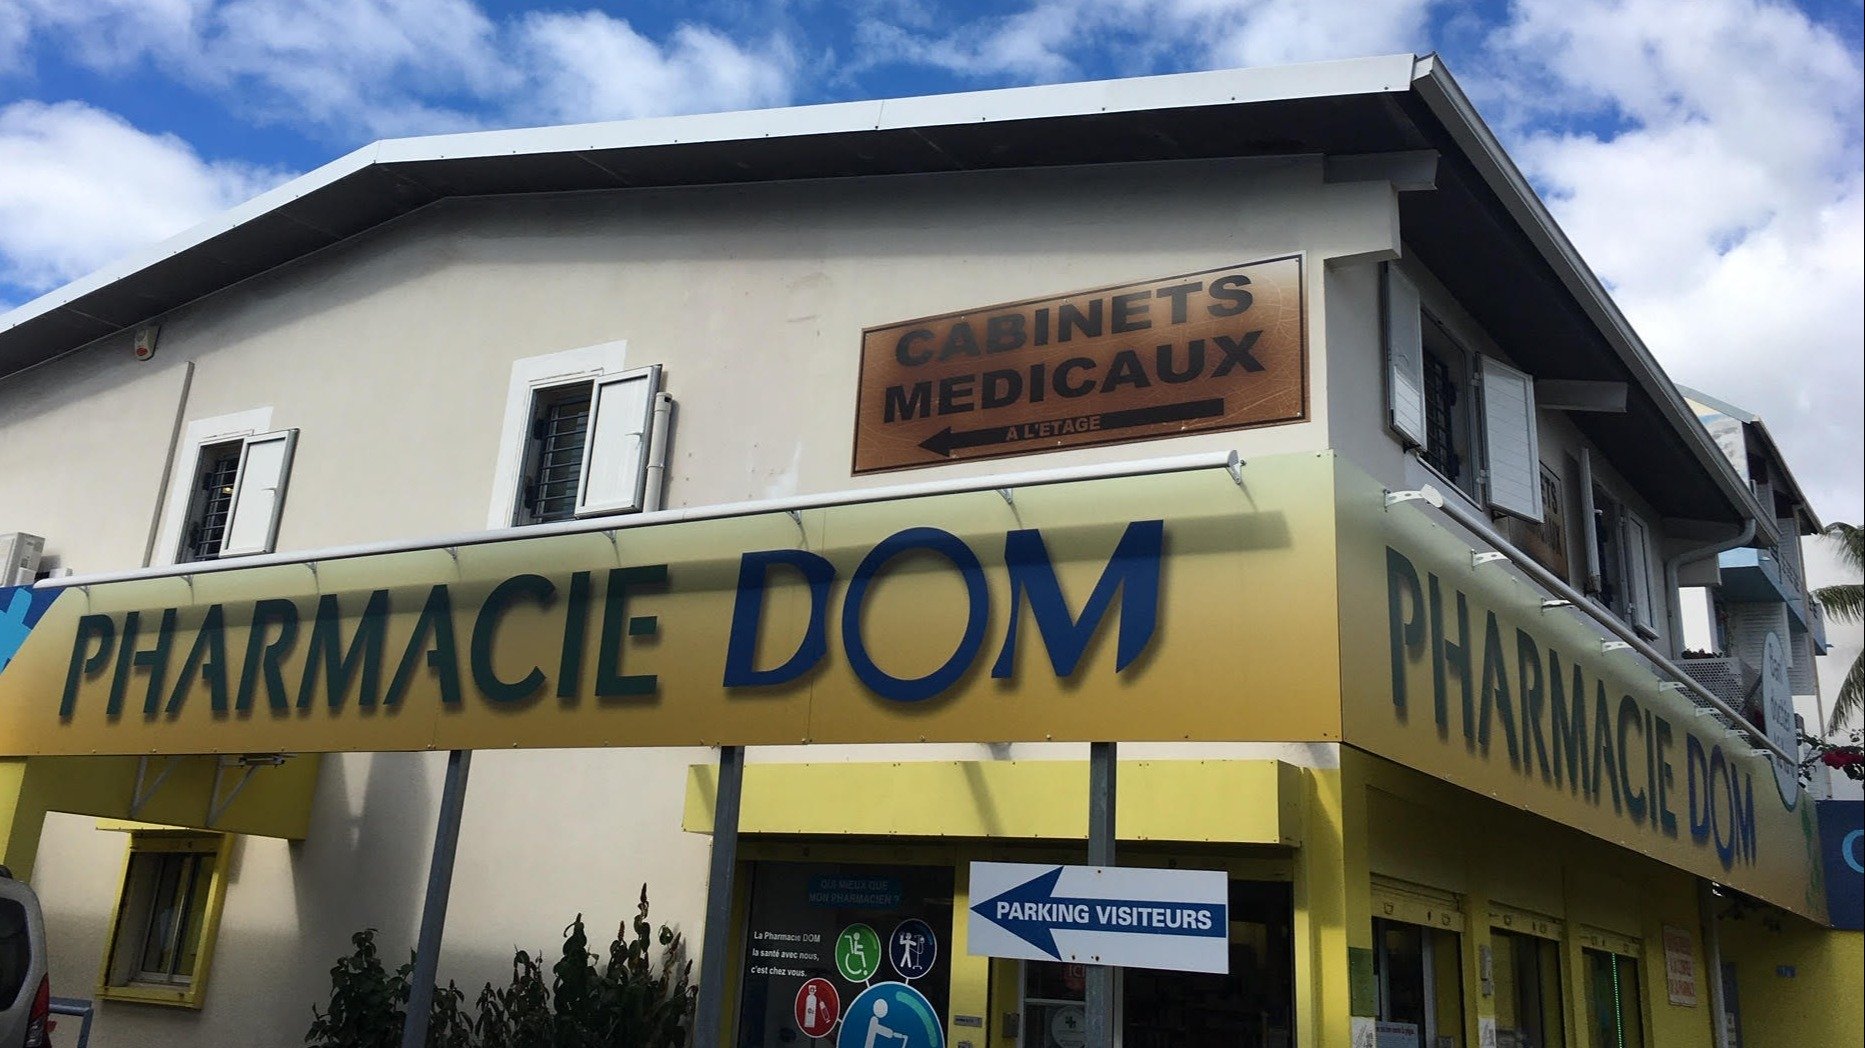 CABINETS
MEDICAUX
A L'ETAGE
PHARMACIE DOM
PHARMACIE DOM
QUI MIEUX QUE
MON PHARMACIEN ?
La Pharmacie DOM
la santé avec nous,
c'est chez vous.
PARKING VISITEURS